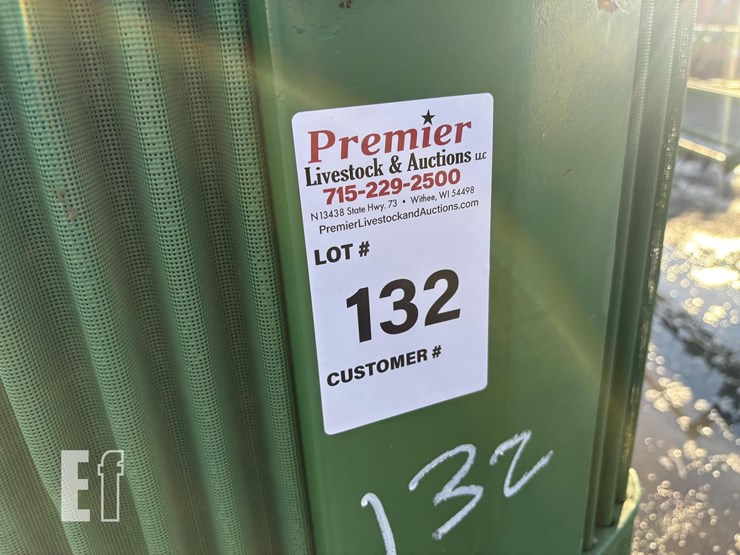 Premier
Livestock & Auctions LLC
715-229-2500
N13438 State Hwy. 73 • Withee, WI 54498
PremierLivestockandAuctions.com
LOT #
132
CUSTOMER #
132
Ef